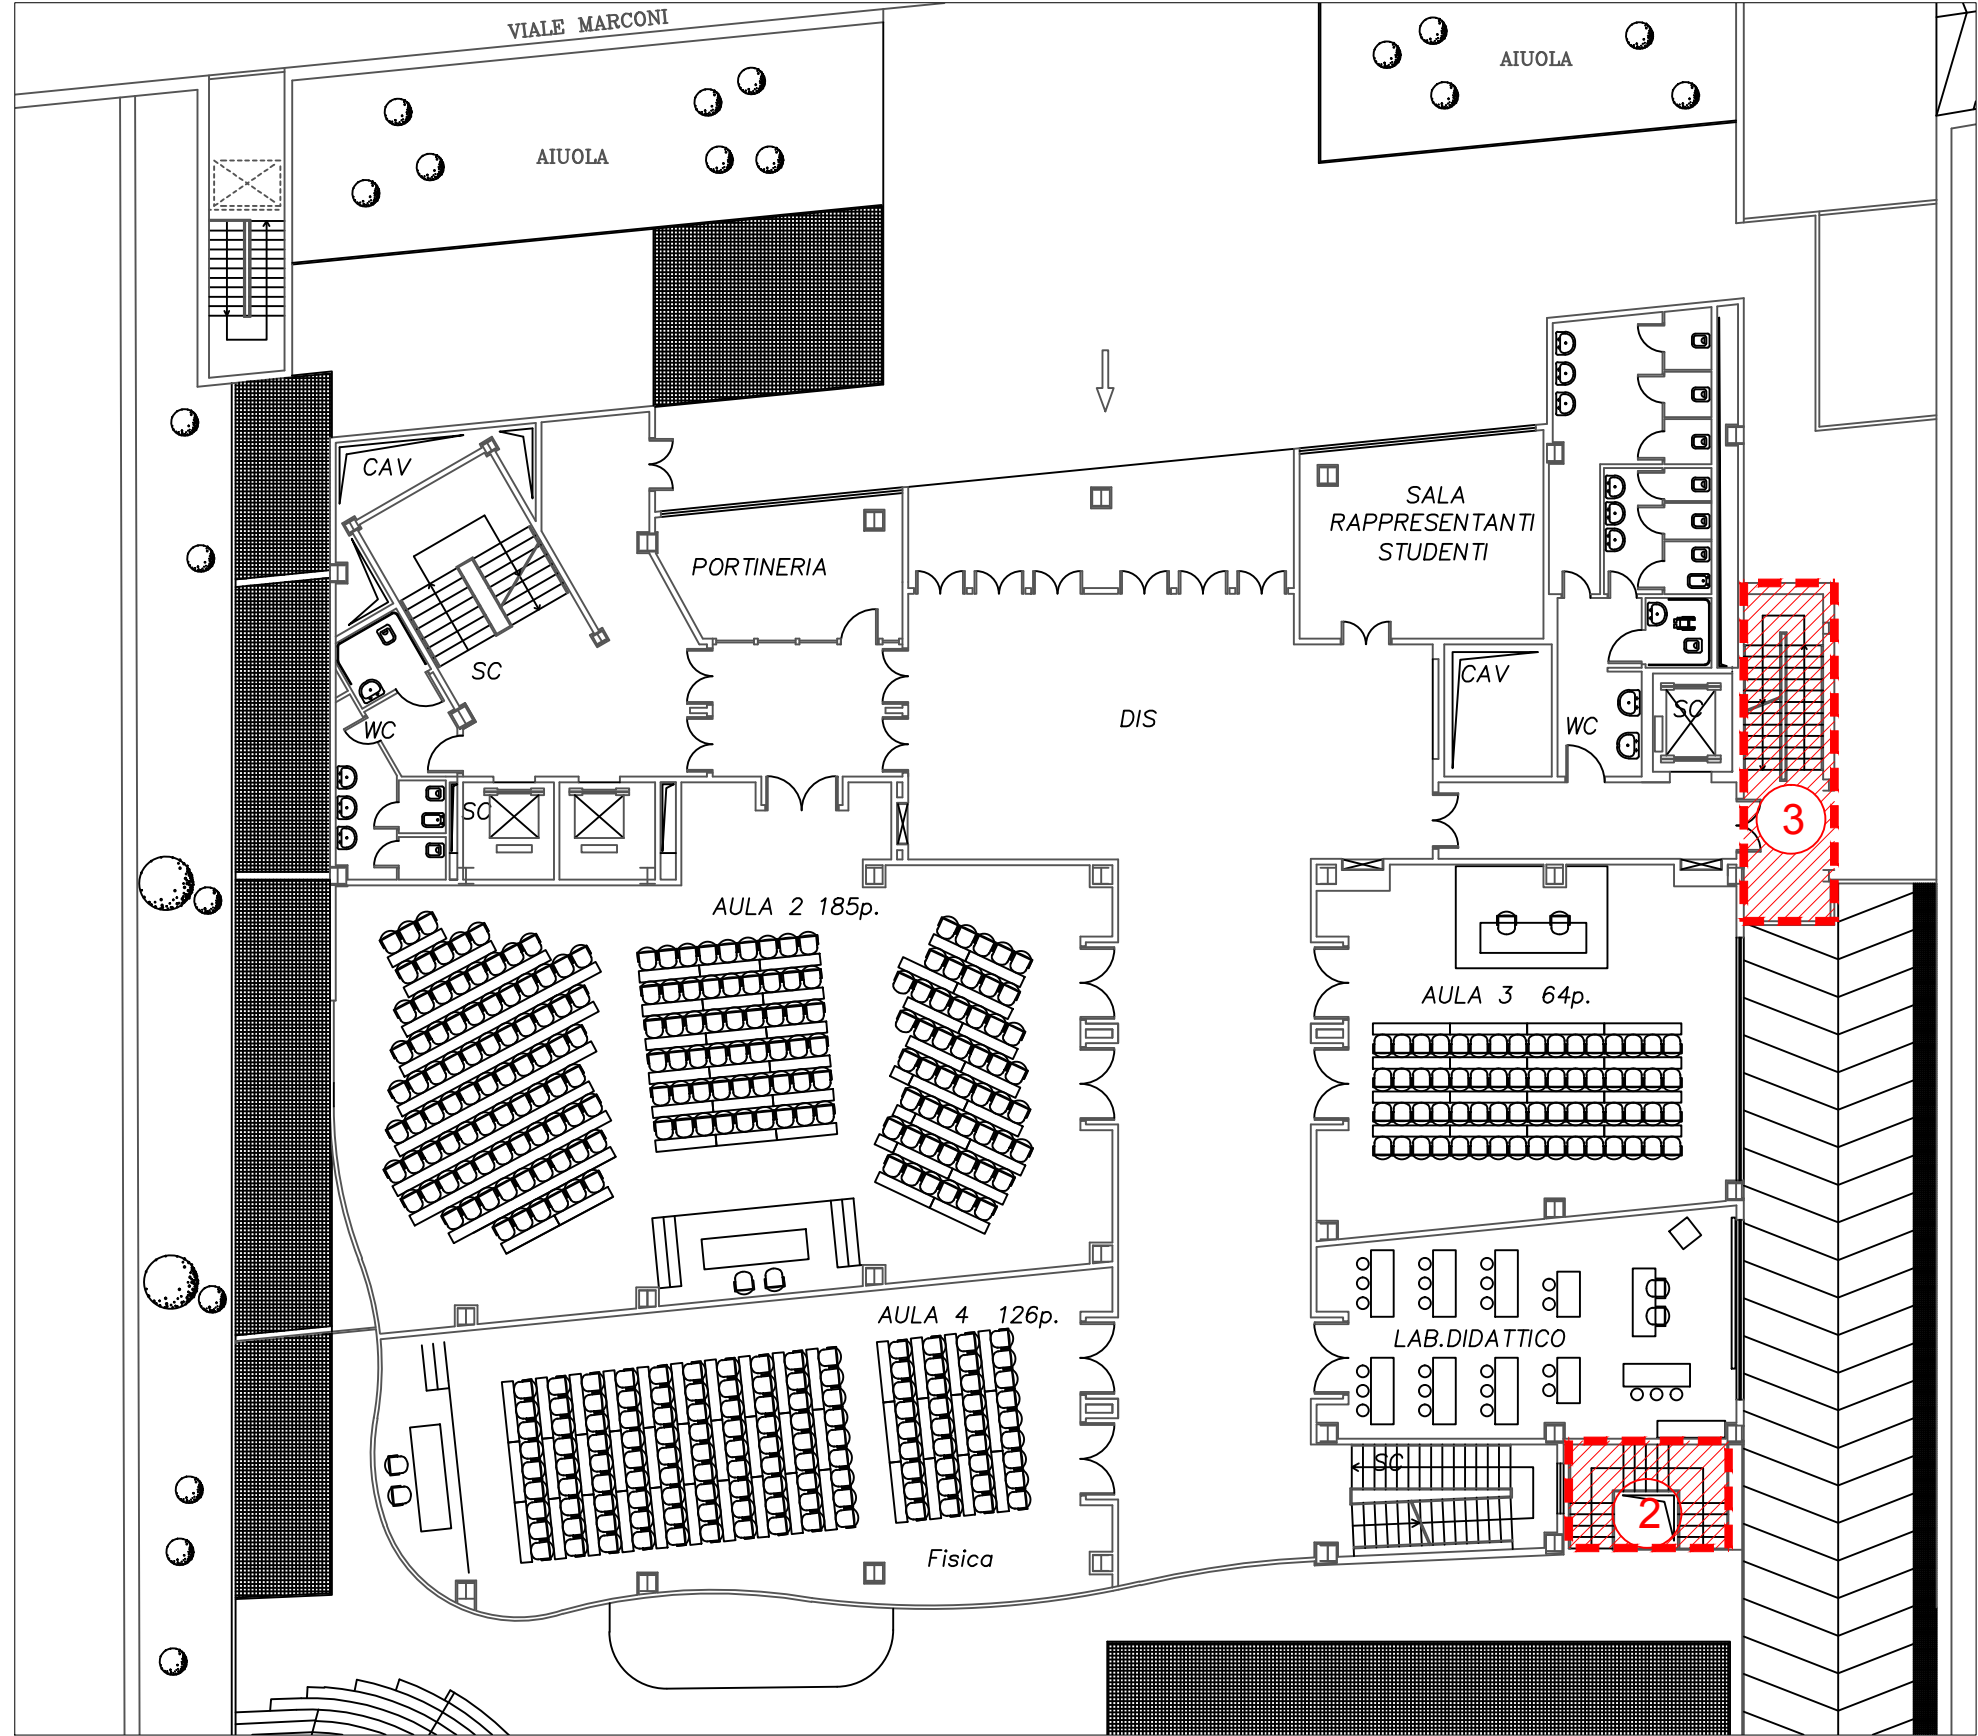 VIALE MARCONI
AIUOLA
AIUOLA
CAV
SALA
RAPPRESENTANTI
STUDENTI
PORTINERIA
SC
CAV
SC
DIS
WC
WC
SC
3
AULA 2 185p.
AULA 3 64p.
AULA 4 126p.
LAB.DIDATTICO
SC
2
Fisica